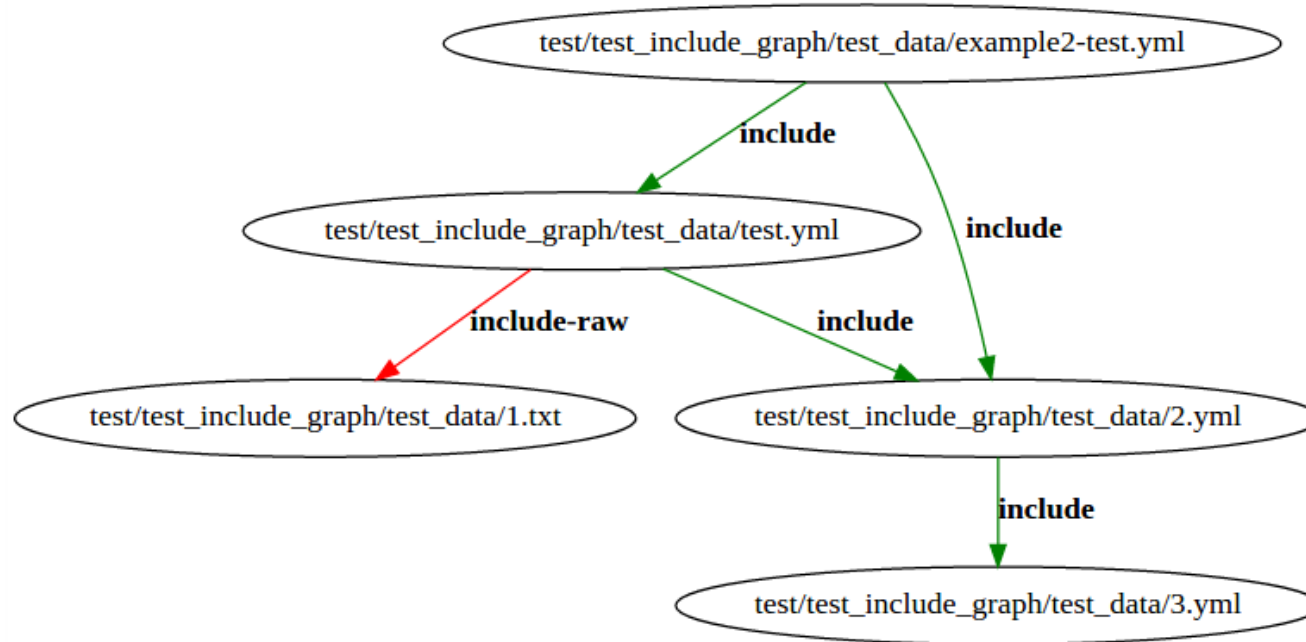 test/test_include_graph/test_data/example2-test.yml
include
test/test_include_graph/test_data/test.yml
include
include-raw
include
test/test_include_graph/test_data/1.txt
test/test_include_graph/test_data/2.yml
include
test/test_include_graph/test_data/3.yml